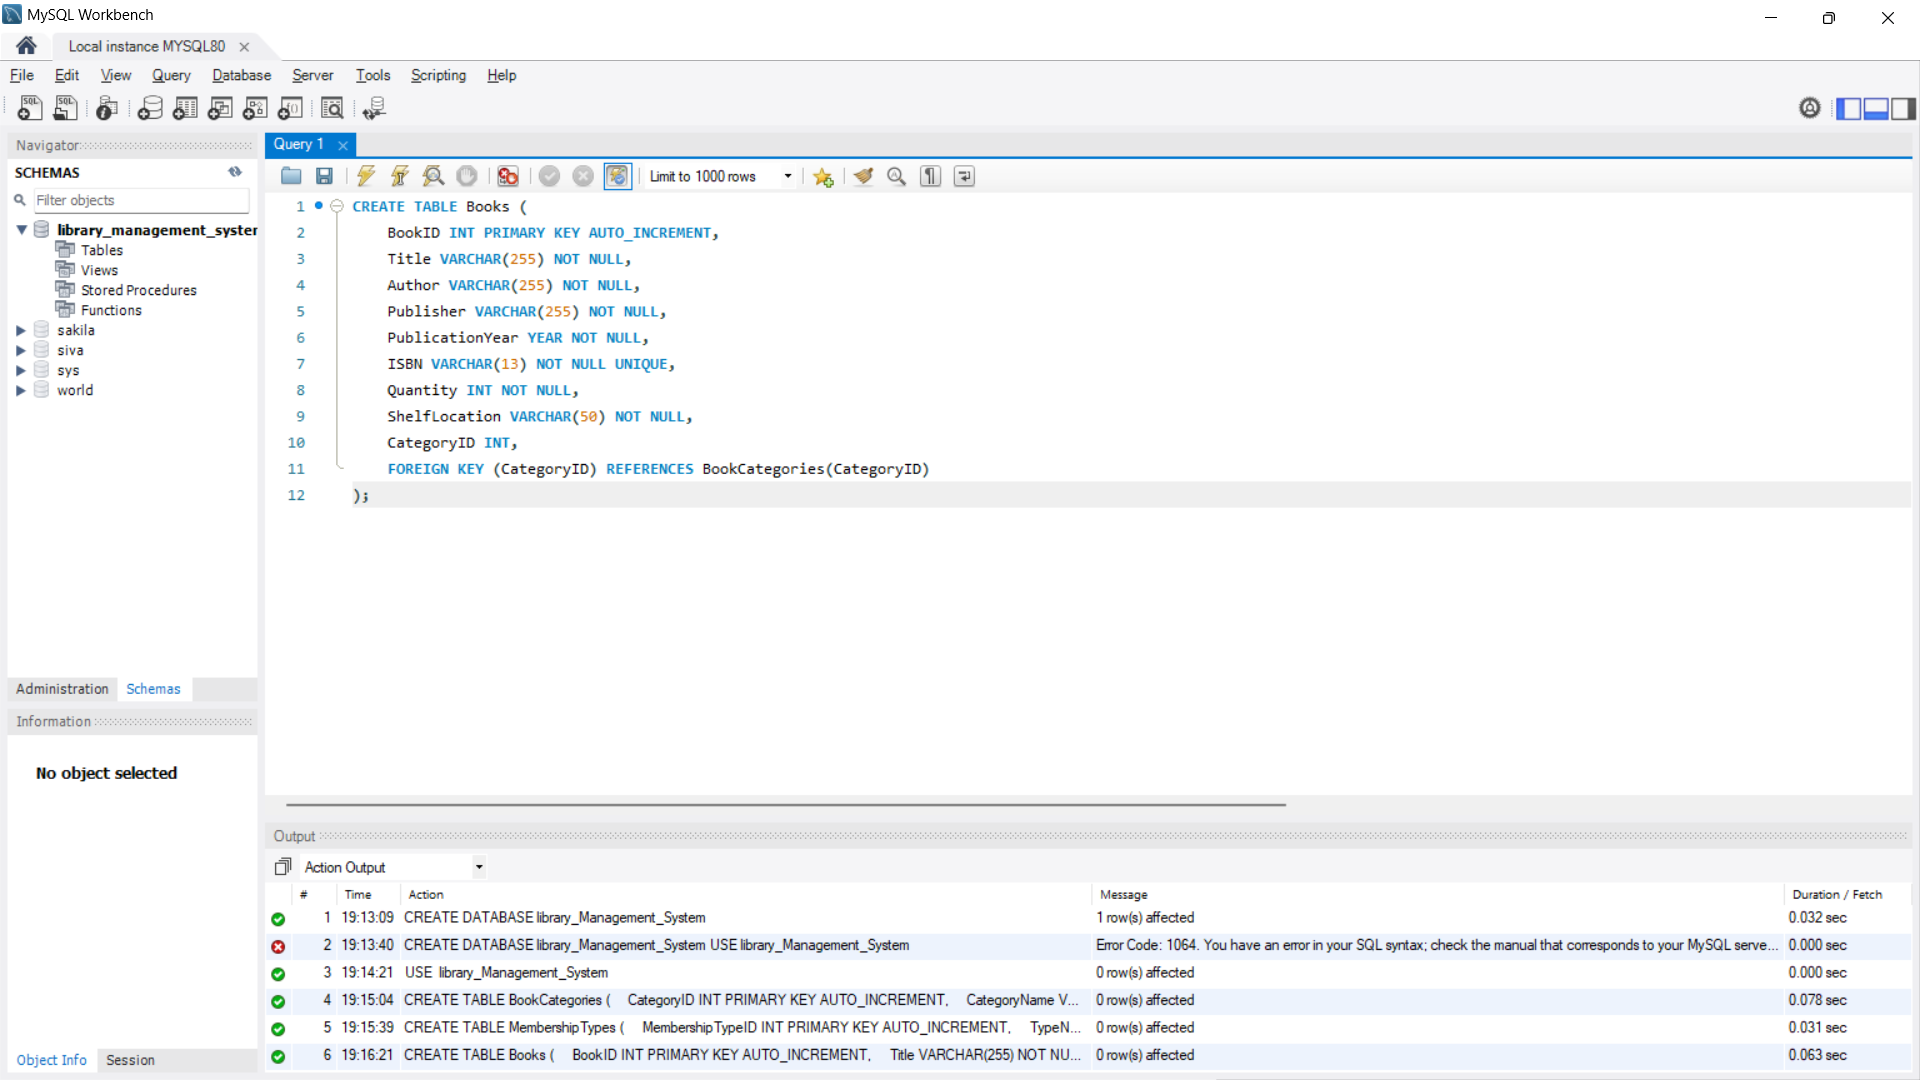 MySQL Workbench
Local instance MYSQL80
File Edit View Query Database Server Tools Scripting Help
Navigator
SCHEMAS
Filter objects
library_management_syster
Tables
Views
Stored Procedures
Functions
sakila
siva
sys
world
Administration Schemas
Information
No object selected
Object Info Session
Query 1
Limit to 1000 rows
1 CREATE TABLE Books (
2 BookID INT PRIMARY KEY AUTO_INCREMENT,
3 Title VARCHAR(255) NOT NULL,
4 Author VARCHAR(255) NOT NULL,
5 Publisher VARCHAR(255) NOT NULL,
6 PublicationYear YEAR NOT NULL,
7 ISBN VARCHAR(13) NOT NULL UNIQUE,
8 Quantity INT NOT NULL,
9 ShelfLocation VARCHAR(50) NOT NULL,
10 CategoryID INT,
11 FOREIGN KEY (CategoryID) REFERENCES BookCategories(CategoryID)
12 );
Output
Action Output
# Time Action Message Duration / Fetch
1 19:13:09 CREATE DATABASE library_Management_System 1 row(s) affected 0.032 sec
2 19:13:40 CREATE DATABASE library_Management_System USE library_Management_System Error Code: 1064. You have an error in your SQL syntax; check the manual that corresponds to your MySQL serve... 0.000 sec
3 19:14:21 USE library_Management_System 0 row(s) affected 0.000 sec
4 19:15:04 CREATE TABLE BookCategories ( CategoryID INT PRIMARY KEY AUTO_INCREMENT, CategoryName V... 0 row(s) affected 0.078 sec
5 19:15:39 CREATE TABLE MembershipTypes ( MembershipTypeID INT PRIMARY KEY AUTO_INCREMENT, TypeN... 0 row(s) affected 0.031 sec
6 19:16:21 CREATE TABLE Books ( BookID INT PRIMARY KEY AUTO_INCREMENT, Title VARCHAR(255) NOT NU... 0 row(s) affected 0.063 sec